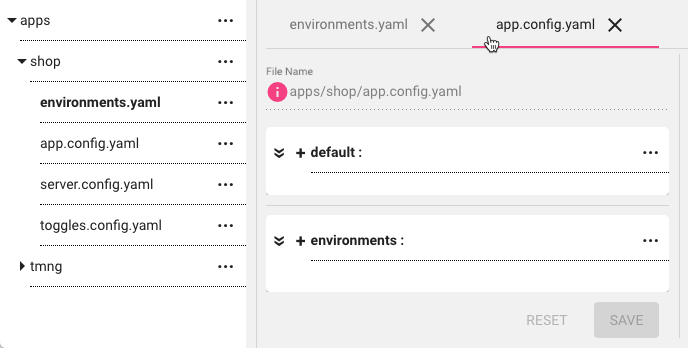 apps
shop
environments.yaml
app.config.yaml
server.config.yaml
toggles.config.yaml
tmng
environments.yaml
app.config.yaml
File Name
apps/shop/app.config.yaml
default :
environments :
RESET
SAVE